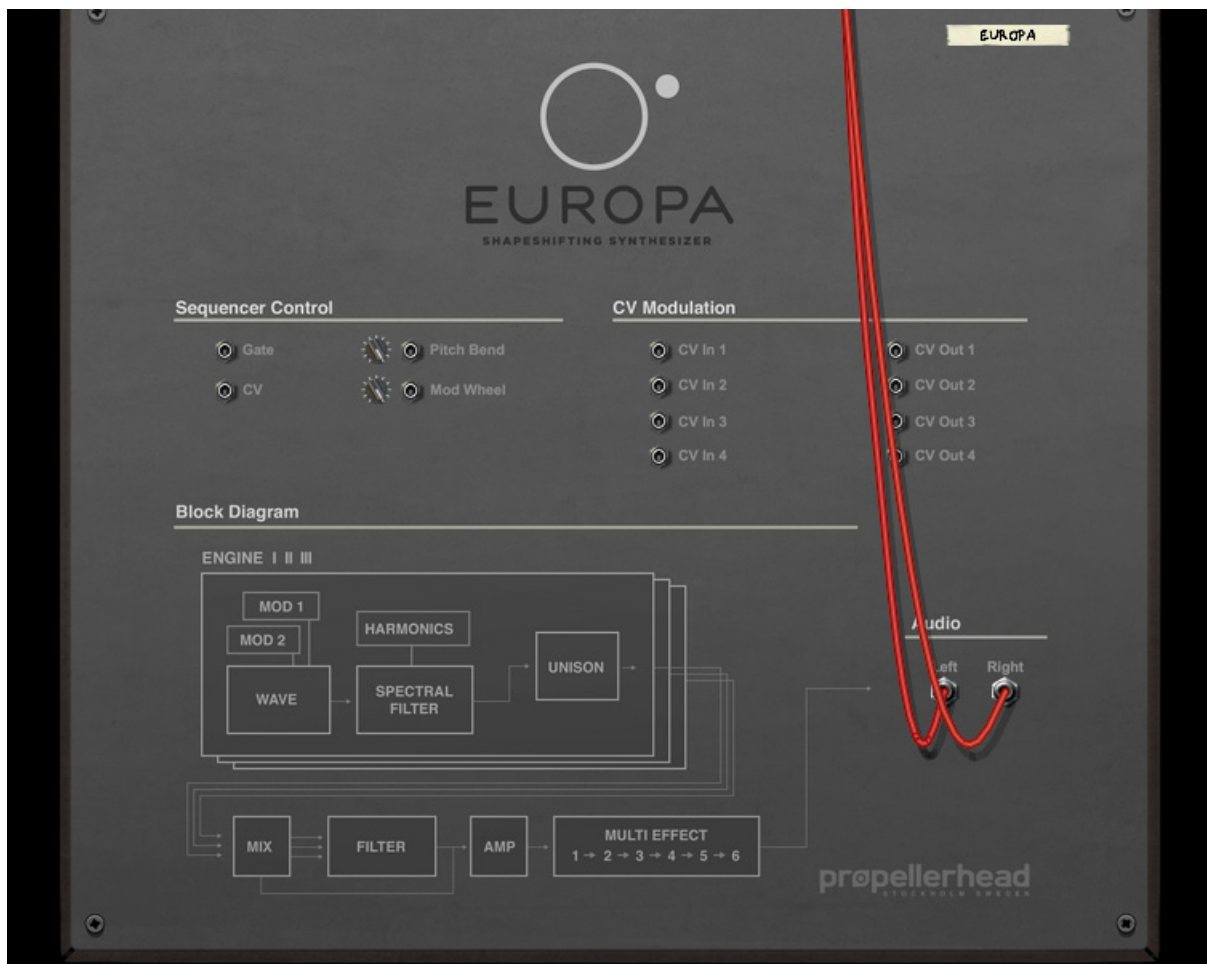 EUROPA
EUROPA
SHAPESHIFTING SYNTHESIZER
Sequencer Control
Gate
Pitch Bend
CV
Mod Wheel
CV Modulation
CV In 1
CV Out 1
CV In 2
CV Out 2
CV In 3
CV Out 3
CV In 4
CV Out 4
Block Diagram
ENGINE I II III
MOD 1
MOD 2
HARMONICS
WAVE
SPECTRAL
FILTER
UNISON
Audio
Left
Right
MIX
FILTER
AMP
MULTI EFFECT
1 → 2 → 3 → 4 → 5 → 6
propellerhead
STOCKHOLM SWEDEN